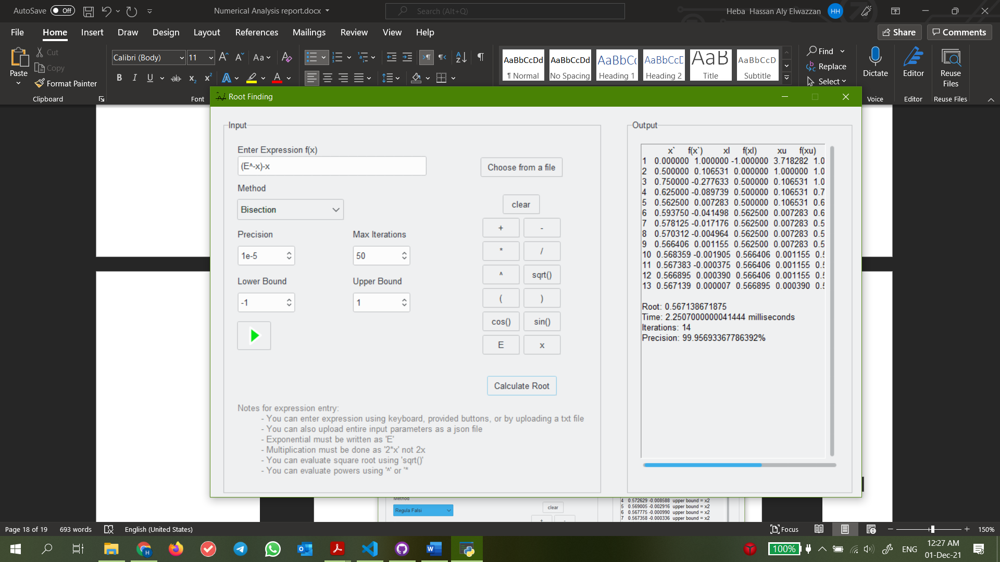 AutoSave Off Numerical Analysis report.docx Search (Alt+Q) Heba Hassan Aly Elwazzan HH
File Home Insert Draw Design Layout References Mailings Review View Help Share Comments
Paste Cut Copy Format Painter
Clipboard
Calibri (Body) 11 Aa
B I U ab x₂ x² A A
Font
AaBbCcDd ¶ Normal
AaBbCcDd No Spacing
AaBbCc Heading 1
AaBbCcD Heading 2
AaB Title
AaBbCcD Subtitle
Find
Replace
Select
Dictate
Voice
Editor
Editor
Reuse Files
Reuse Files
Root Finding
Input
Enter Expression f(x)
(E^-x)-x
Choose from a file
Method
Bisection
clear
Precision Max Iterations
1e-5 50
Lower Bound Upper Bound
-1 1
+ -
* /
^ sqrt()
( )
cos() sin()
E x
Calculate Root
Notes for expression entry:
- You can enter expression using keyboard, provided buttons, or by uploading a txt file
- You can also upload entire input parameters as a json file
- Exponential must be written as 'E'
- Multiplication must be done as '2*x' not 2x
- You can evaluate square root using 'sqrt()'
- You can evaluate powers using '^' or '*
Output
x` f(x`) xl f(xl) xu f(xu)
1 0.000000 1.000000 -1.000000 3.718282 1.0
2 0.500000 0.106531 0.000000 1.000000 1.0
3 0.750000 -0.277633 0.500000 0.106531 1.0
4 0.625000 -0.089739 0.500000 0.106531 0.7
5 0.562500 0.007283 0.500000 0.106531 0.6
6 0.593750 -0.041498 0.562500 0.007283 0.6
7 0.578125 -0.017176 0.562500 0.007283 0.5
8 0.570312 -0.004964 0.562500 0.007283 0.5
9 0.566406 0.001155 0.562500 0.007283 0.5
10 0.568359 -0.001905 0.566406 0.001155 0.5
11 0.567383 -0.000375 0.566406 0.001155 0.5
12 0.566895 0.000390 0.566406 0.001155 0.5
13 0.567139 0.000007 0.566895 0.000390 0.5
Root: 0.567138671875
Time: 2.2507000000041444 milliseconds
Iterations: 14
Precision: 99.95693367786392%
Method
Regula Falsi
clear
+ -
4 0.572629 -0.008588 upper bound = x2
5 0.569005 -0.002916 upper bound = x2
6 0.567775 -0.000990 upper bound = x2
7 0.567358 -0.000336 upper bound = x2
Page 18 of 19 693 words English (United States) Focus 150%
100% ENG 12:27 AM
01-Dec-21